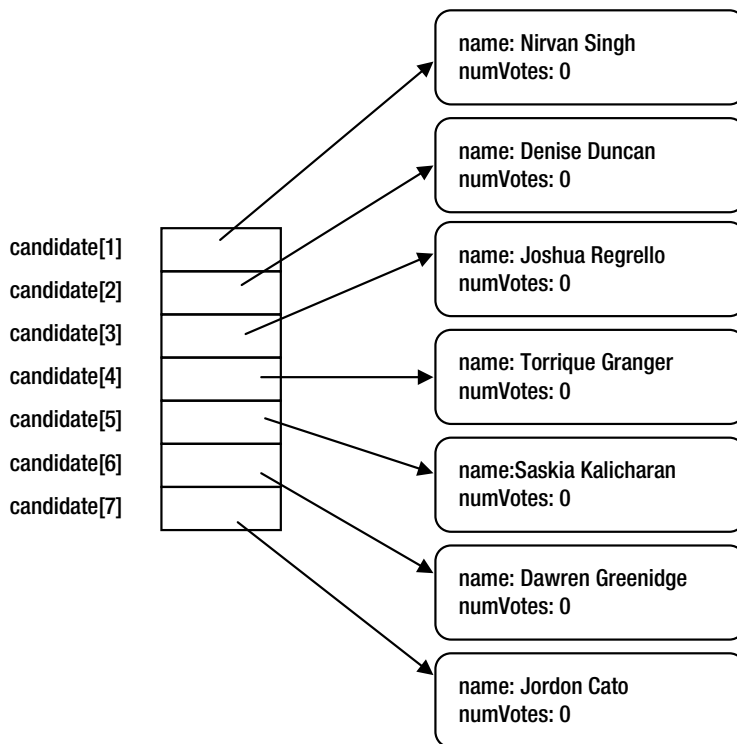 name: Nirvan Singh
numVotes: 0
name: Denise Duncan
numVotes: 0
candidate[1]
name: Joshua Regrello
candidate[2]
numVotes: 0
candidate[3]
name: Torrique Granger
candidate[4]
numVotes: 0
candidate[5]
candidate[6]
name:Saskia Kalicharan
numVotes: 0
candidate[7]
name: Dawren Greenidge
numVotes: 0
name: Jordon Cato
numVotes: 0